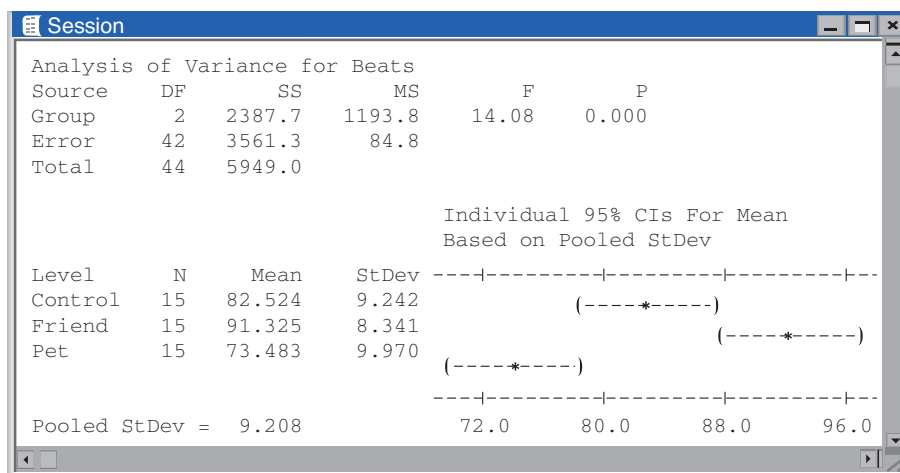 Session
Analysis of Variance for Beats
Source DF SS MS F P
Group 2 2387.7 1193.8 14.08 0.000
Error 42 3561.3 84.8
Total 44 5949.0
Individual 95% CIs For Mean
Based on Pooled StDev
Level N Mean StDev ----|---------|---------|---------|---
Control 15 82.524 9.242 (-----*-----)
Friend 15 91.325 8.341 (-----*-----)
Pet 15 73.483 9.970 (-----*-----)
----|---------|---------|---------|---
Pooled StDev = 9.208 72.0 80.0 88.0 96.0